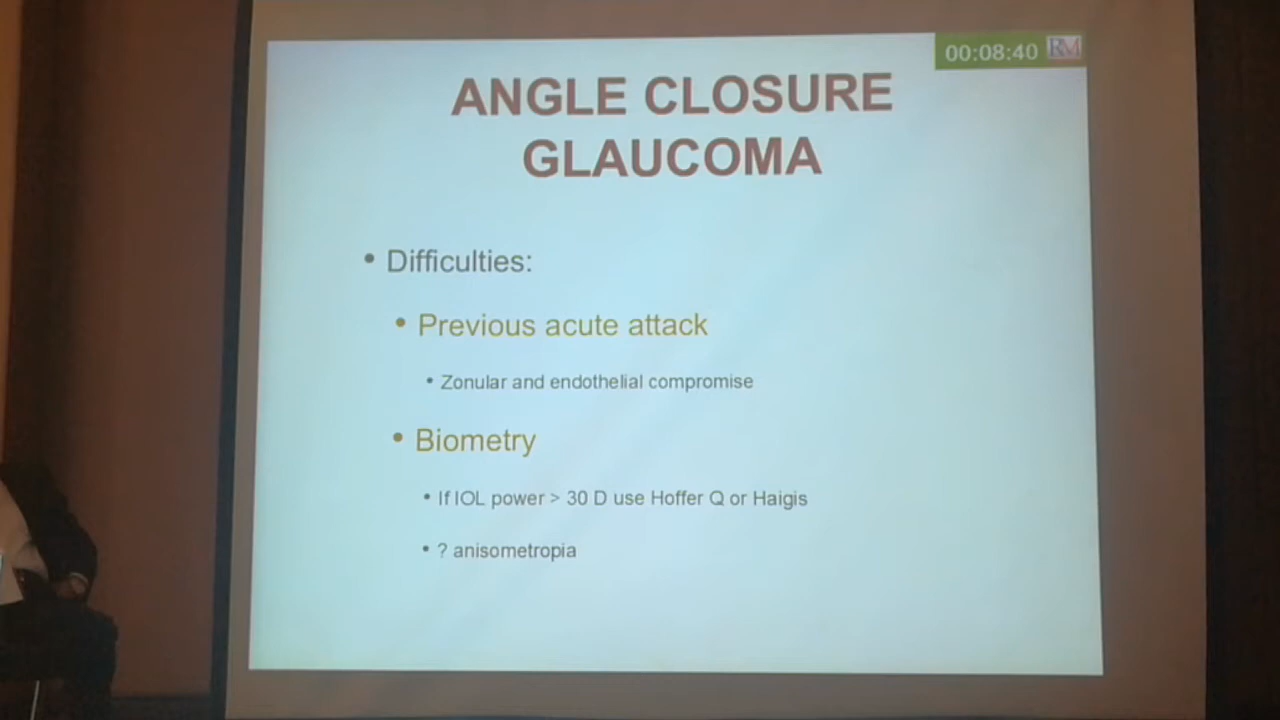 00:08:40 RM
ANGLE CLOSURE
GLAUCOMA
• Difficulties:
• Previous acute attack
• Zonular and endothelial compromise
• Biometry
• If IOL power > 30 D use Hoffer Q or Haigis
• ? anisometropia